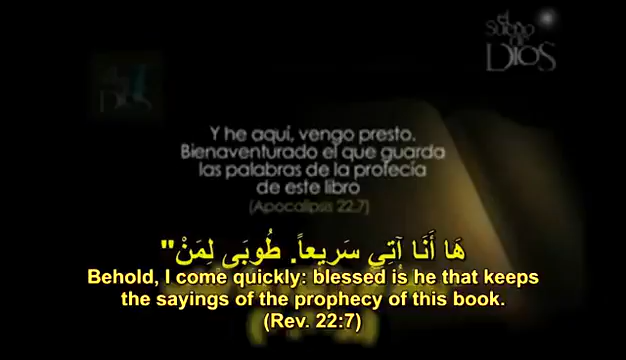 el
sueño
de
Dios
Y he aquí, vengo presto.
Bienaventurado el que guarda
las palabras de la profecía
de este libro
(Apocalipsis 22.7)
هَا أَنَا آتِي سَرِيعاً. طُوبَى لِمَنْ"
Behold, I come quickly: blessed is he that keeps
the sayings of the prophecy of this book.
(Rev. 22:7)